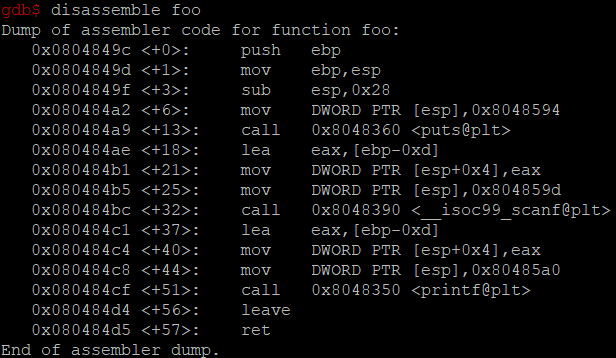 gdb$ disassemble foo
Dump of assembler code for function foo:
   0x0804849c <+0>:     push   ebp
   0x0804849d <+1>:     mov    ebp,esp
   0x0804849f <+3>:     sub    esp,0x28
   0x080484a2 <+6>:     mov    DWORD PTR [esp],0x8048594
   0x080484a9 <+13>:    call   0x8048360 <puts@plt>
   0x080484ae <+18>:    lea    eax,[ebp-0xd]
   0x080484b1 <+21>:    mov    DWORD PTR [esp+0x4],eax
   0x080484b5 <+25>:    mov    DWORD PTR [esp],0x804859d
   0x080484bc <+32>:    call   0x8048390 <__isoc99_scanf@plt>
   0x080484c1 <+37>:    lea    eax,[ebp-0xd]
   0x080484c4 <+40>:    mov    DWORD PTR [esp+0x4],eax
   0x080484c8 <+44>:    mov    DWORD PTR [esp],0x80485a0
   0x080484cf <+51>:    call   0x8048350 <printf@plt>
   0x080484d4 <+56>:    leave
   0x080484d5 <+57>:    ret
End of assembler dump.